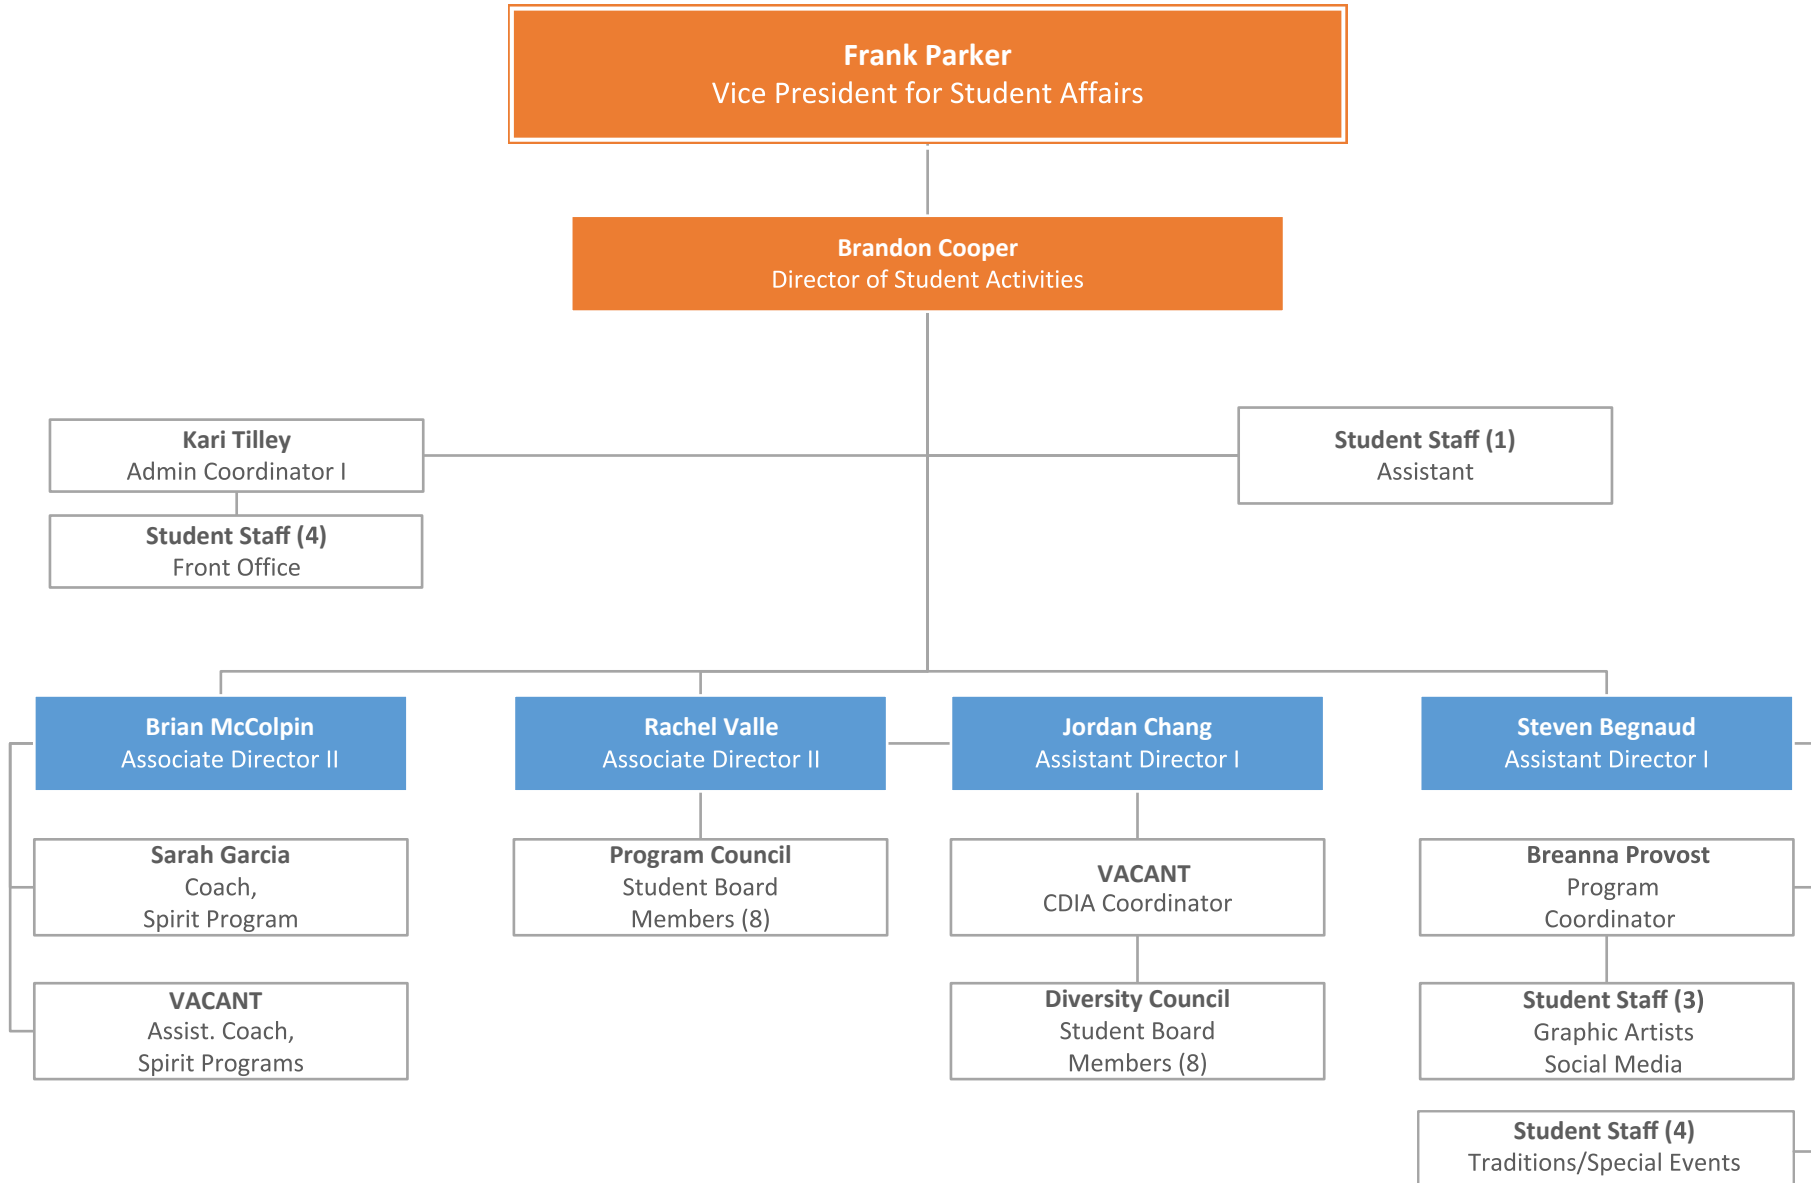 Frank Parker
Vice President for Student Affairs
Brandon Cooper
Director of Student Activities
Kari Tilley
Admin Coordinator I
Student Staff (1)
Assistant
Student Staff (4)
Front Office
Brian McColpin
Associate Director II
Rachel Valle
Associate Director II
Jordan Chang
Assistant Director I
Steven Begnaud
Assistant Director I
Sarah Garcia
Coach,
Spirit Program
Program Council
Student Board
Members (8)
VACANT
CDIA Coordinator
Breanna Provost
Program
Coordinator
VACANT
Assist. Coach,
Spirit Programs
Diversity Council
Student Board
Members (8)
Student Staff (3)
Graphic Artists
Social Media
Student Staff (4)
Traditions/Special Events